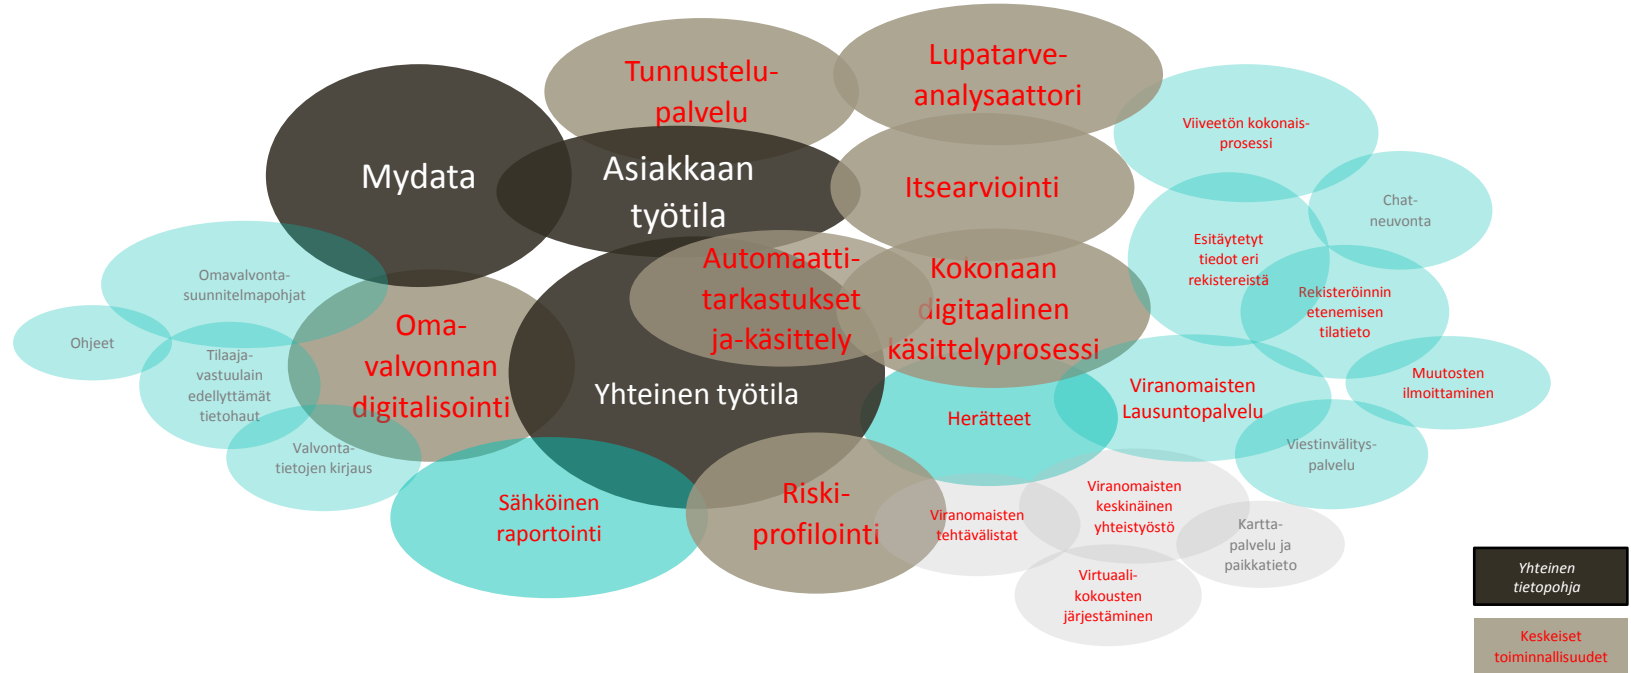 Tunnustelu-
palvelu
Lupatarve-
analysaattori
Viiveetön kokonais-
prosessi
Mydata
Asiakkaan
työtila
Itsearviointi
Chat-
neuvonta
Esitäytetyt
tiedot eri
rekistereistä
Omavalvonta-
suunnitelmapohjat
Automaatti-
tarkastukset
ja-käsittely
Kokonaan
digitaalinen
käsittelyprosessi
Rekisteröinnin
etenemisen
tilatieto
Ohjeet
Tilaaja-
vastuulain
edellyttämät
tietohaut
Oma-
valvonnan
digitalisointi
Yhteinen työtila
Herätteet
Viranomaisten
Lausuntopalvelu
Muutosten
ilmoittaminen
Valvonta-
tietojen kirjaus
Viestinvälitys-
palvelu
Sähköinen
raportointi
Riski-
profilointi
Viranomaisten
tehtävälistat
Viranomaisten
keskinäinen
yhteistyöstö
Kartta-
palvelu ja
paikkatieto
Virtuaali-
kokousten
järjestäminen
Yhteinen
tietopohja
Keskeiset
toiminnallisuudet